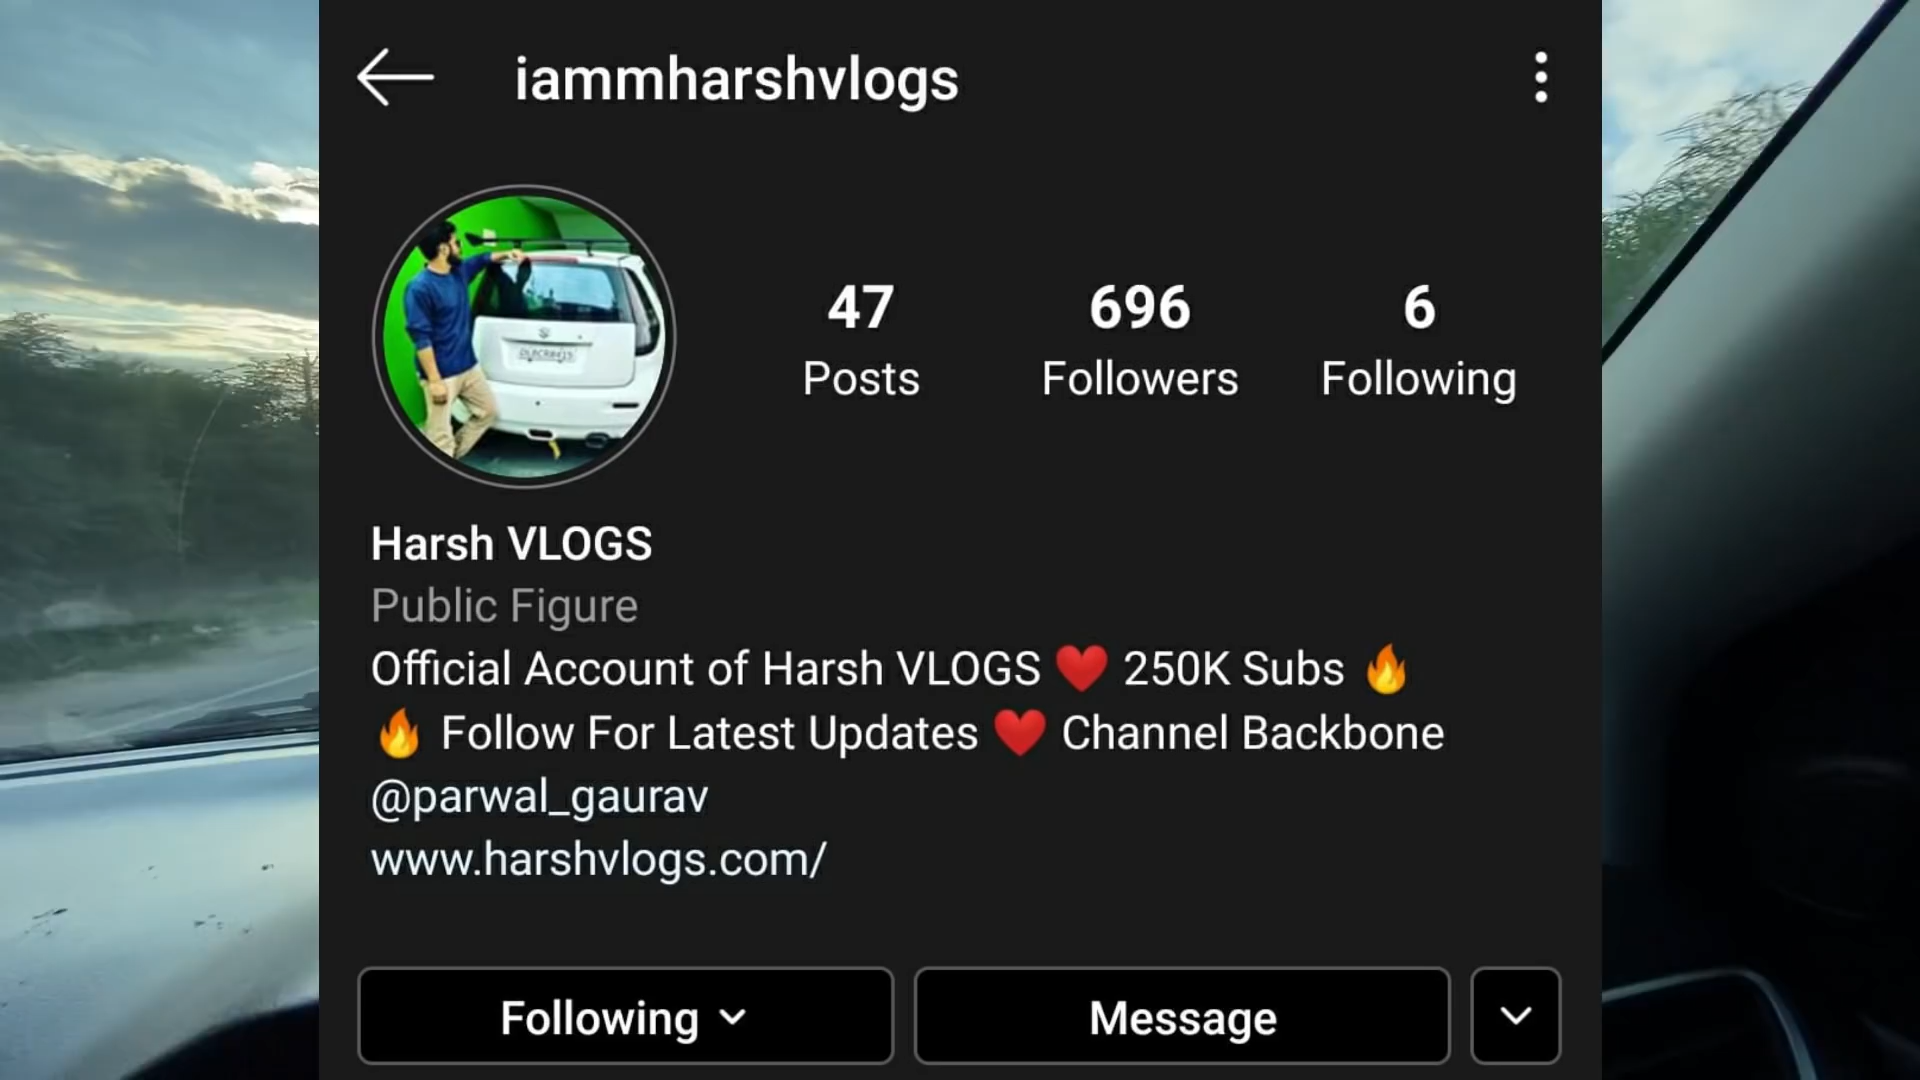 iammharshvlogs
47 696 6
Posts Followers Following
Harsh VLOGS
Public Figure
Official Account of Harsh VLOGS ❤️ 250K Subs 🔥
🔥 Follow For Latest Updates ❤️ Channel Backbone
@parwal_gaurav
www.harshvlogs.com/
Following Message